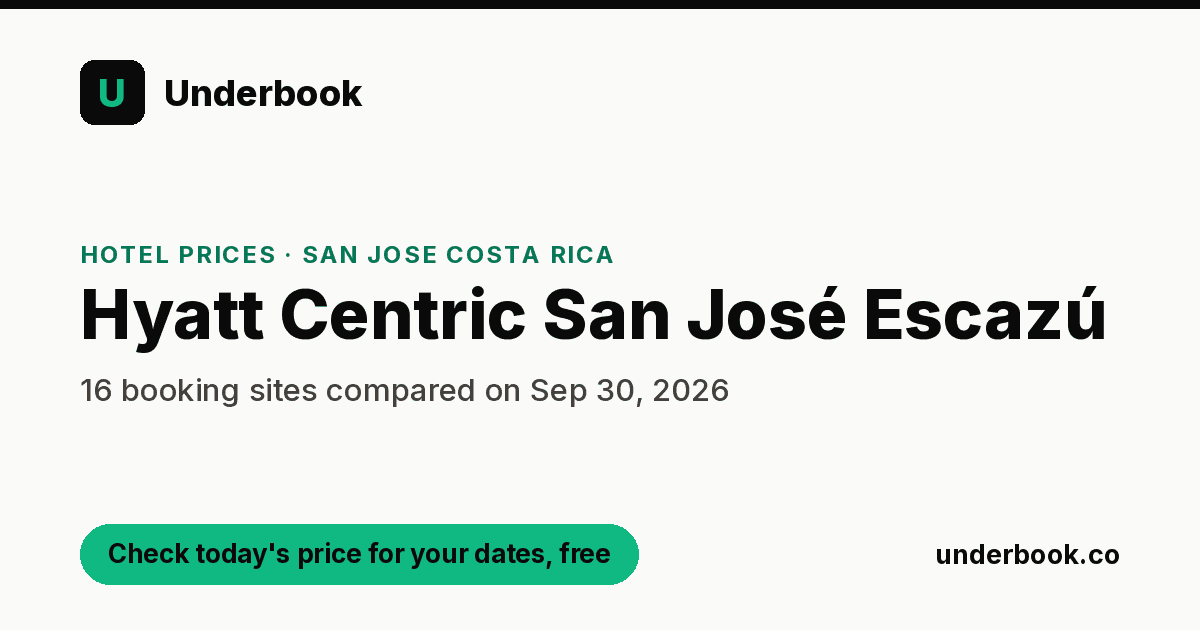 U Underbook
HOTEL PRICES · SAN JOSE COSTA RICA
Hyatt Centric San José Escazú
16 booking sites compared on Sep 30, 2026
Check today's price for your dates, free
underbook.co